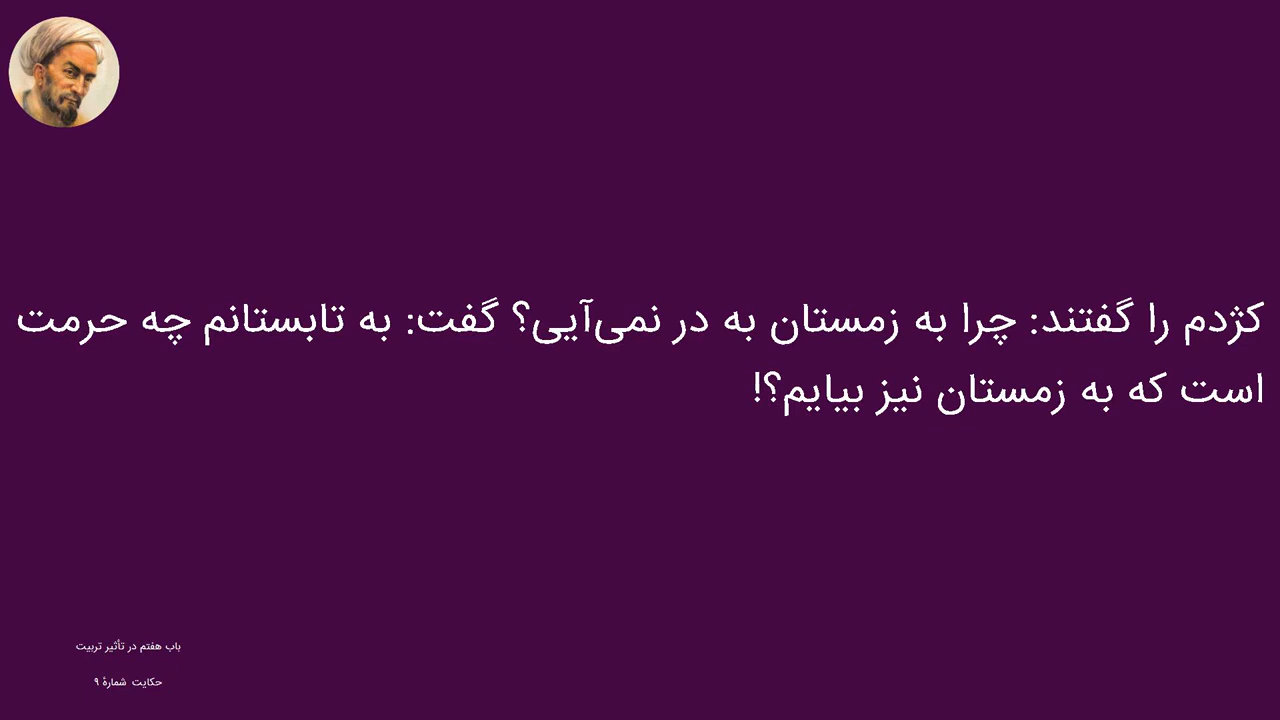 کژدم را گفتند: چرا به زمستان به در نمی‌آیی؟ گفت: به تابستانم چه حرمت
است که به زمستان نیز بیایم؟!
باب هفتم در تأثیر تربیت
حکایت شمارهٔ ۹